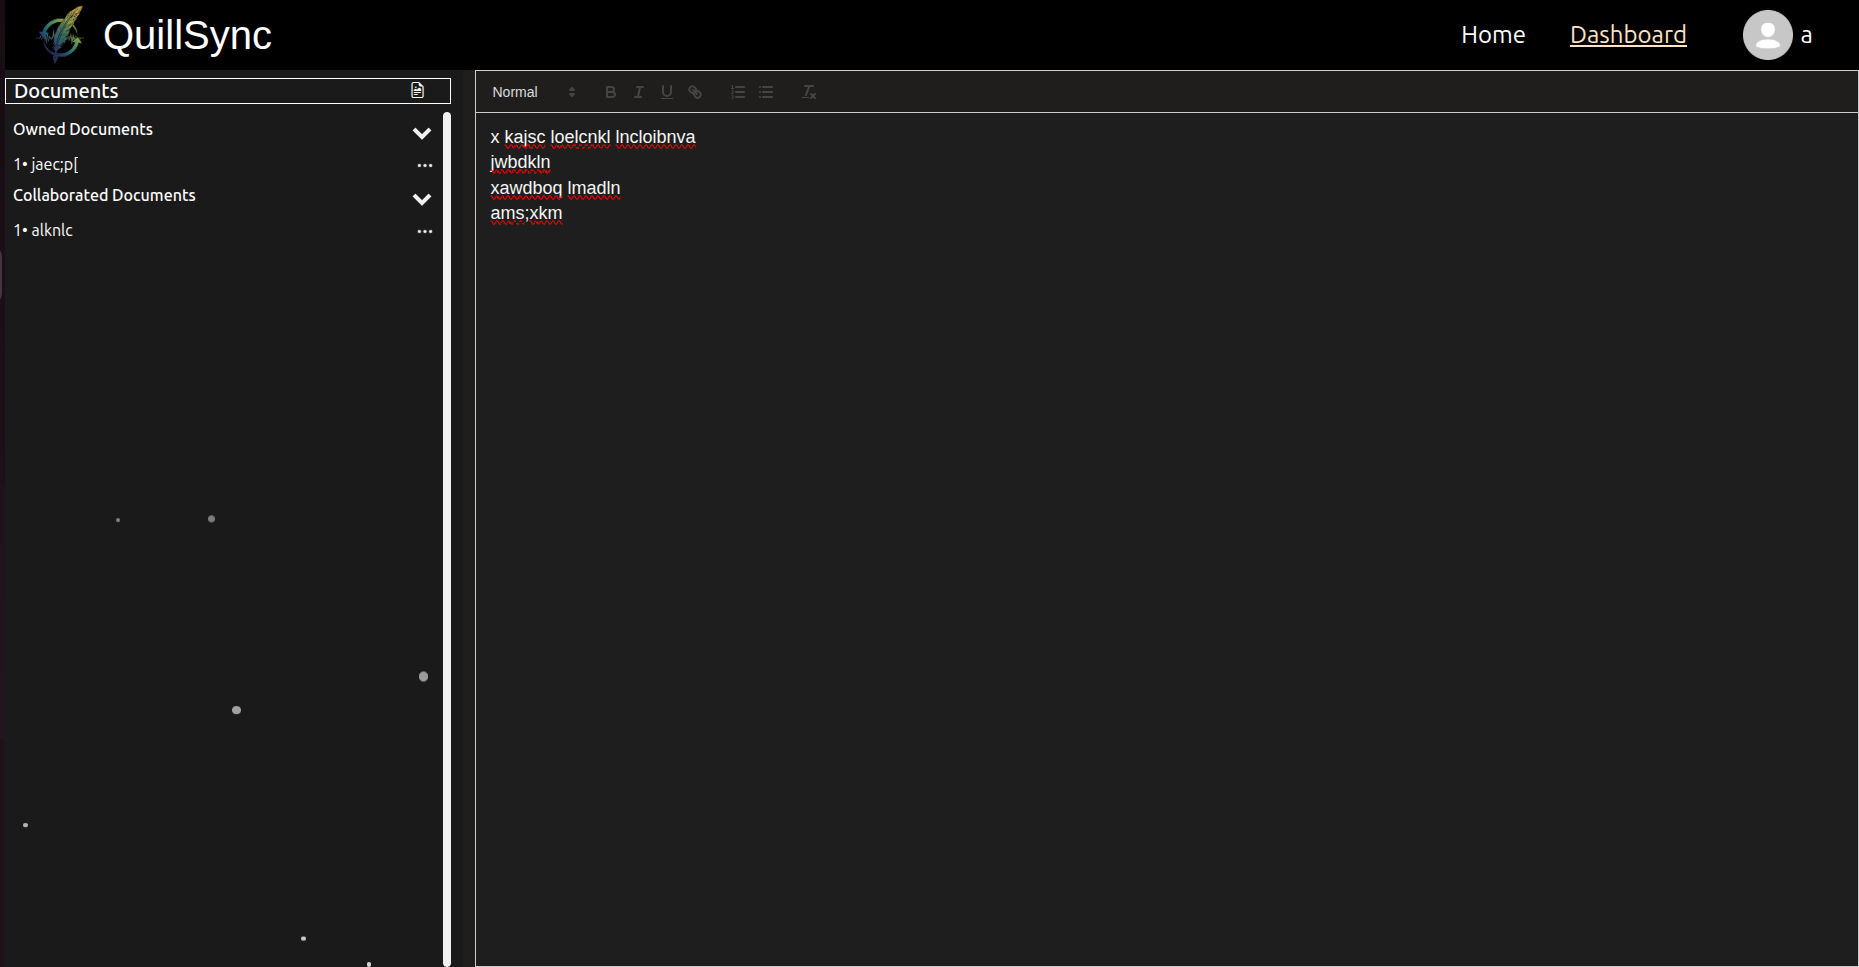 QuillSync
Home
Dashboard
a
Documents
Owned Documents
1• jaec;p[
Collaborated Documents
1• alknlc
Normal
x kajsc loelcnkl lncloibnva
jwbdkln
xawdboq lmadln
ams;xkm